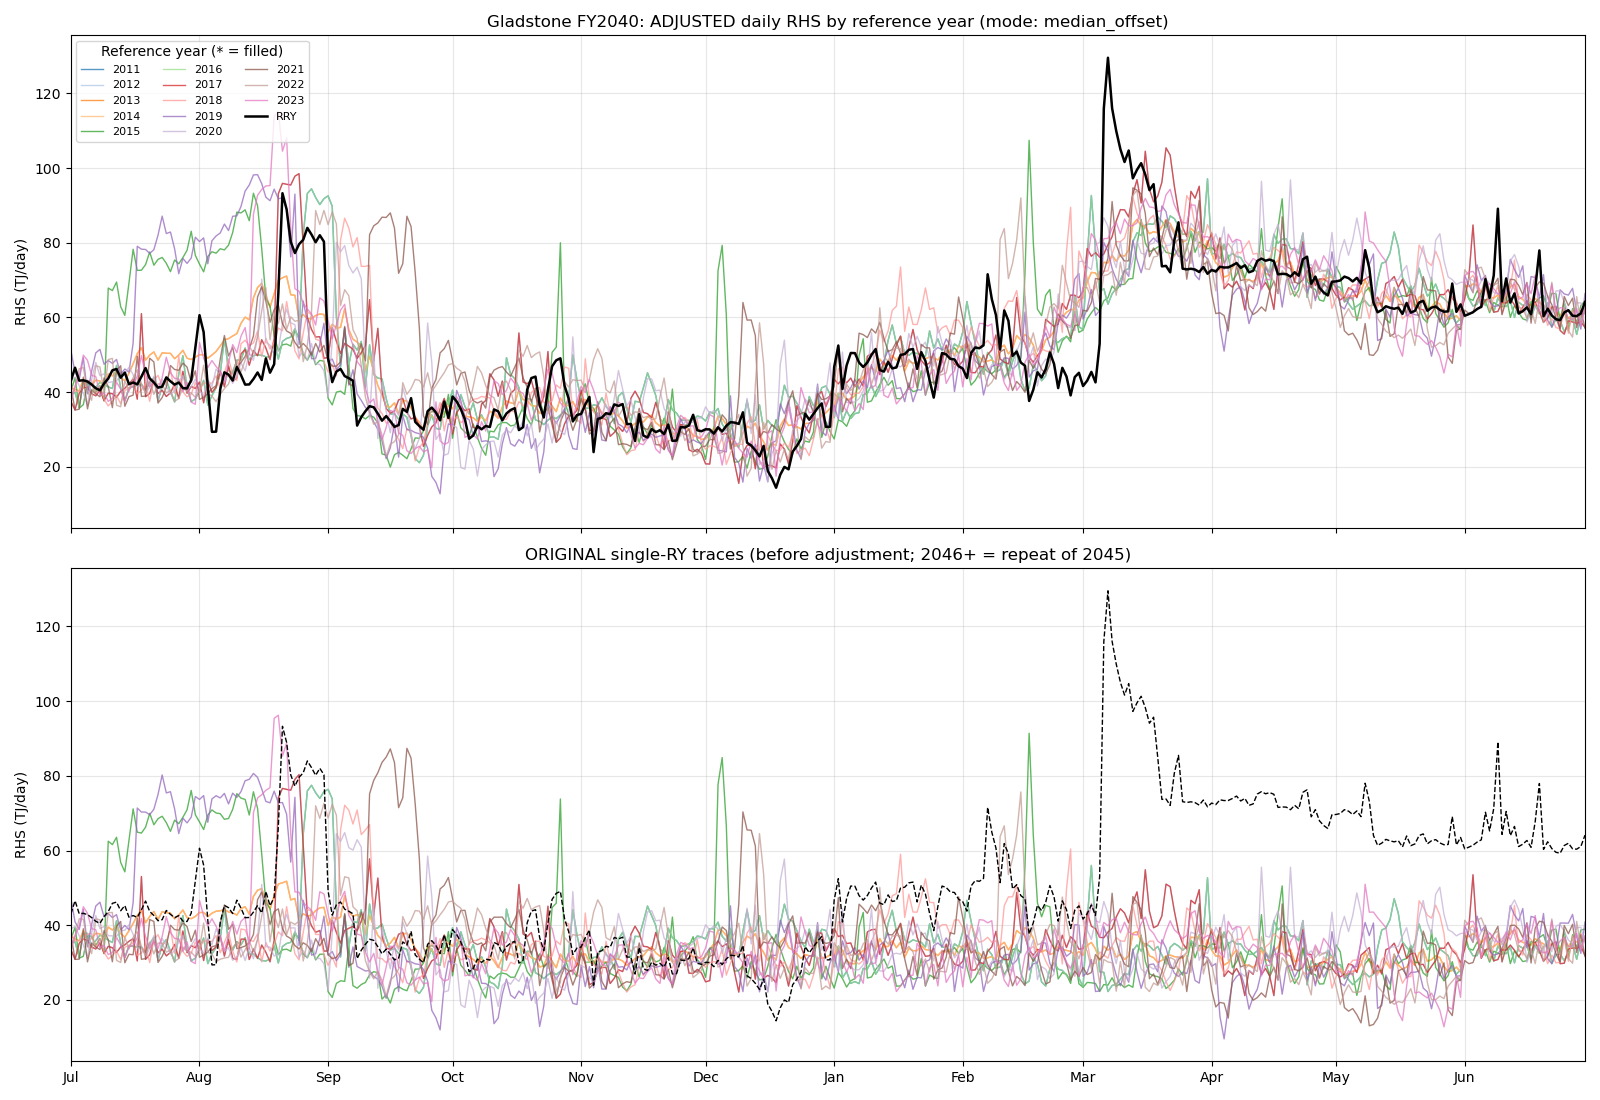 Gladstone FY2040: ADJUSTED daily RHS by reference year (mode: median_offset)
Reference year (* = filled)
2011 2016 2021
2012 2017 2022
2013 2018 2023
2014 2019 RRY
2015 2020
RHS (TJ/day)
120
100
80
60
40
20
ORIGINAL single-RY traces (before adjustment; 2046+ = repeat of 2045)
RHS (TJ/day)
120
100
80
60
40
20
Jul Aug Sep Oct Nov Dec Jan Feb Mar Apr May Jun